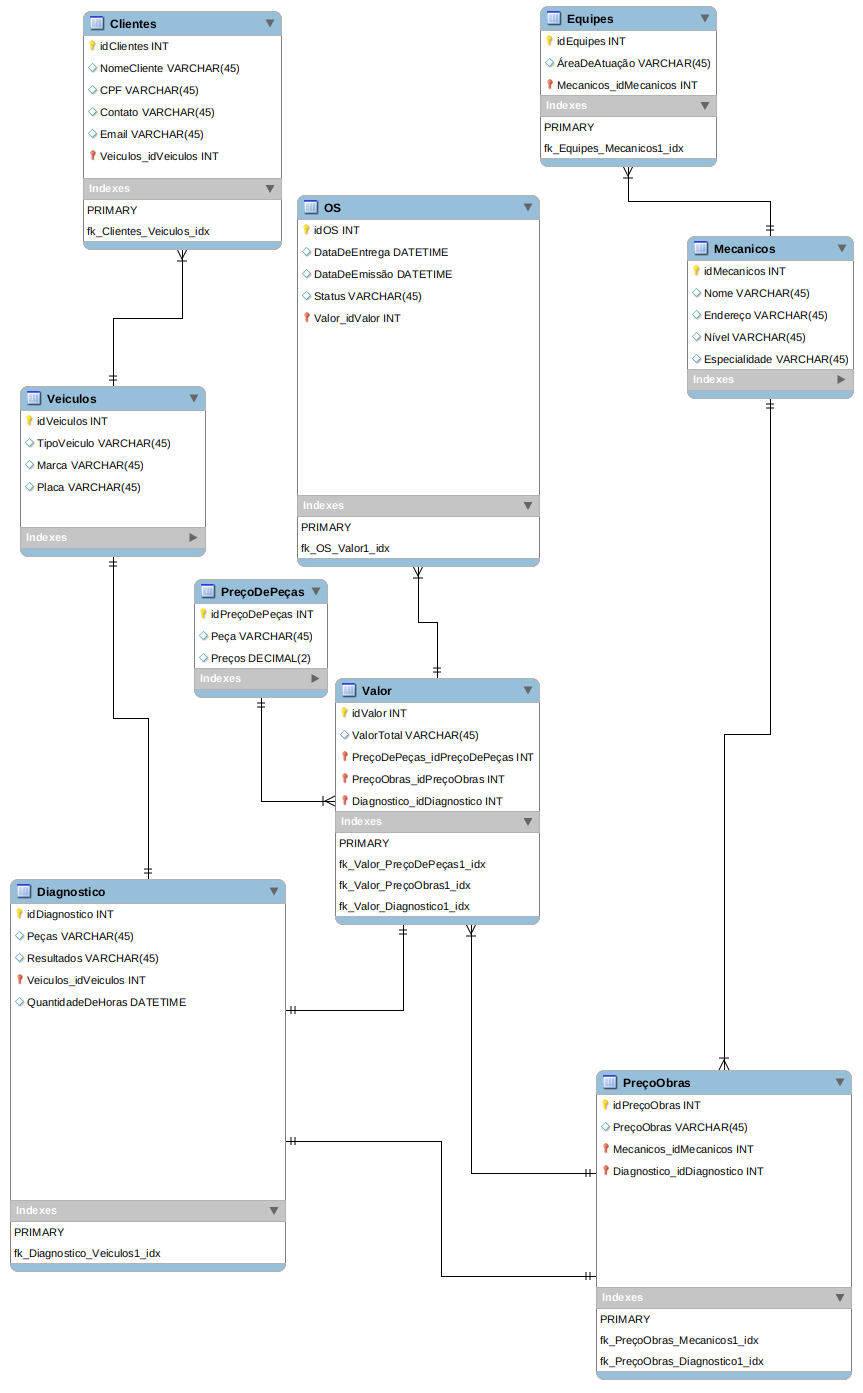 Clientes
idClientes INT
NomeCliente VARCHAR(45)
CPF VARCHAR(45)
Contato VARCHAR(45)
Email VARCHAR(45)
Veiculos_idVeiculos INT
Indexes
PRIMARY
fk_Clientes_Veiculos_idx
Equipes
idEquipes INT
ÁreaDeAtuação VARCHAR(45)
Mecanicos_idMecanicos INT
Indexes
PRIMARY
fk_Equipes_Mecanicos1_idx
OS
idOS INT
DataDeEntrega DATETIME
DataDeEmissão DATETIME
Status VARCHAR(45)
Valor_idValor INT
Indexes
PRIMARY
fk_OS_Valor1_idx
Mecanicos
idMecanicos INT
Nome VARCHAR(45)
Endereço VARCHAR(45)
Nível VARCHAR(45)
Especialidade VARCHAR(45)
Indexes
Veiculos
idVeiculos INT
TipoVeiculo VARCHAR(45)
Marca VARCHAR(45)
Placa VARCHAR(45)
Indexes
PreçoDePeças
idPreçoDePeças INT
Peça VARCHAR(45)
Preços DECIMAL(2)
Indexes
Valor
idValor INT
ValorTotal VARCHAR(45)
PreçoDePeças_idPreçoDePeças INT
PreçoObras_idPreçoObras INT
Diagnostico_idDiagnostico INT
Indexes
PRIMARY
fk_Valor_PreçoDePeças1_idx
fk_Valor_PreçoObras1_idx
fk_Valor_Diagnostico1_idx
Diagnostico
idDiagnostico INT
Peças VARCHAR(45)
Resultados VARCHAR(45)
Veiculos_idVeiculos INT
QuantidadeDeHoras DATETIME
Indexes
PRIMARY
fk_Diagnostico_Veiculos1_idx
PreçoObras
idPreçoObras INT
PreçoObras VARCHAR(45)
Mecanicos_idMecanicos INT
Diagnostico_idDiagnostico INT
Indexes
PRIMARY
fk_PreçoObras_Mecanicos1_idx
fk_PreçoObras_Diagnostico1_idx